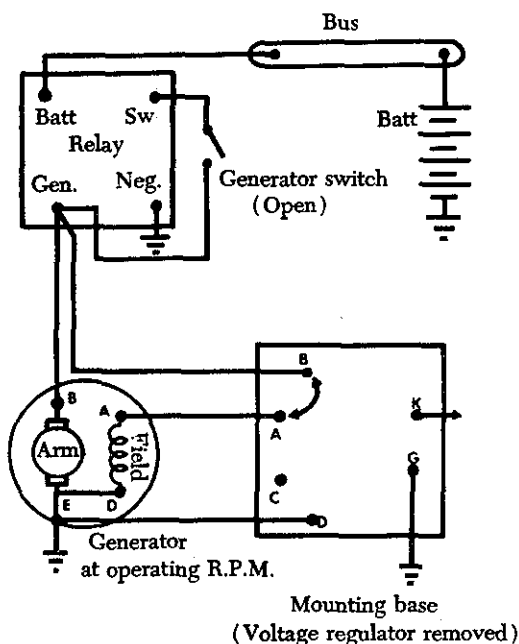 Bus
Batt
Sw
Batt
Relay
Gen.
Neg.
Generator switch
(Open)
B
A
Arm
Field
E
D
B
A
K
C
G
D
Generator
at operating R.P.M.
Mounting base
(Voltage regulator removed)